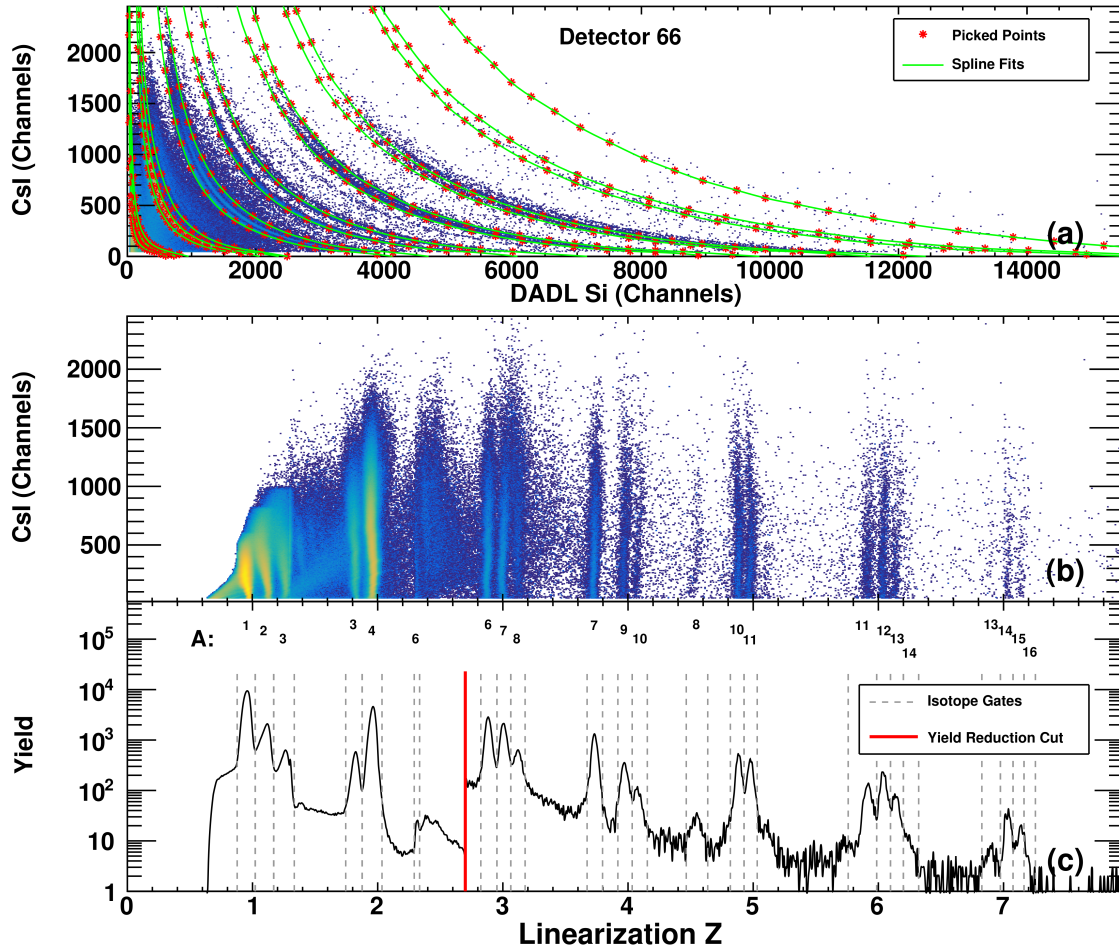 Detector 66
Picked Points
Spline Fits
CsI (Channels)
2000
1500
1000
500
0
(a)
0 2000 4000 6000 8000 10000 12000 14000
DADL Si (Channels)
CsI (Channels)
2000
1500
1000
500
(b)
A: 1 2 3 3 4 6 6 7 8 7 9 10 8 10 11 11 12 13 14 13 14 15 16
Yield
10^5
10^4
10^3
10^2
10
1
Isotope Gates
Yield Reduction Cut
(c)
0 1 2 3 4 5 6 7
Linearization Z